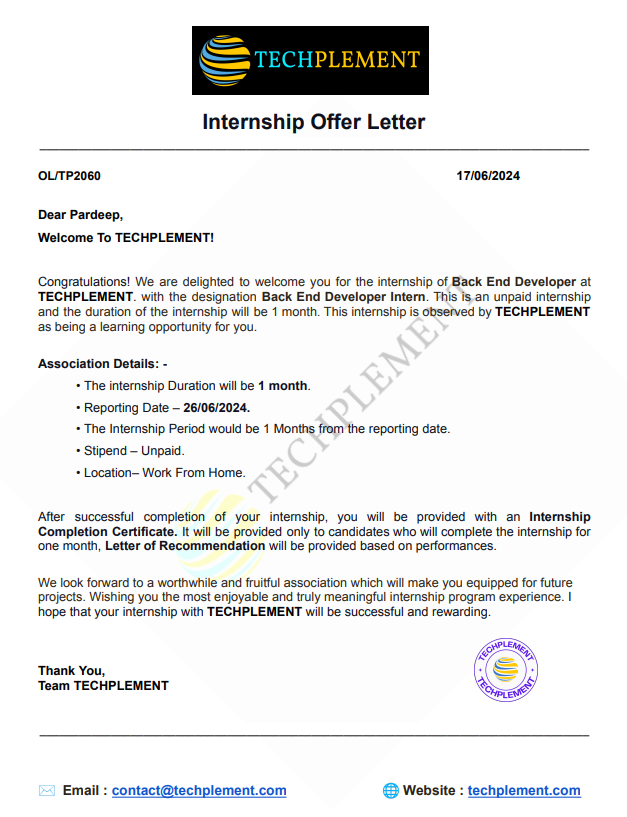 TECHPLEMENT
Internship Offer Letter
OL/TP2060 17/06/2024
Dear Pardeep,
Welcome To TECHPLEMENT!
Congratulations! We are delighted to welcome you for the internship of Back End Developer at
TECHPLEMENT. with the designation Back End Developer Intern. This is an unpaid internship
and the duration of the internship will be 1 month. This internship is observed by TECHPLEMENT
as being a learning opportunity for you.
Association Details: -
• The internship Duration will be 1 month.
• Reporting Date – 26/06/2024.
• The Internship Period would be 1 Months from the reporting date.
• Stipend – Unpaid.
• Location– Work From Home.
TECHPLEMENT
After successful completion of your internship, you will be provided with an Internship
Completion Certificate. It will be provided only to candidates who will complete the internship for
one month, Letter of Recommendation will be provided based on performances.
We look forward to a worthwhile and fruitful association which will make you equipped for future
projects. Wishing you the most enjoyable and truly meaningful internship program experience. I
hope that your internship with TECHPLEMENT will be successful and rewarding.
TECHPLEMENT
TECHPLEMENT
Thank You,
Team TECHPLEMENT
Email : contact@techplement.com Website : techplement.com